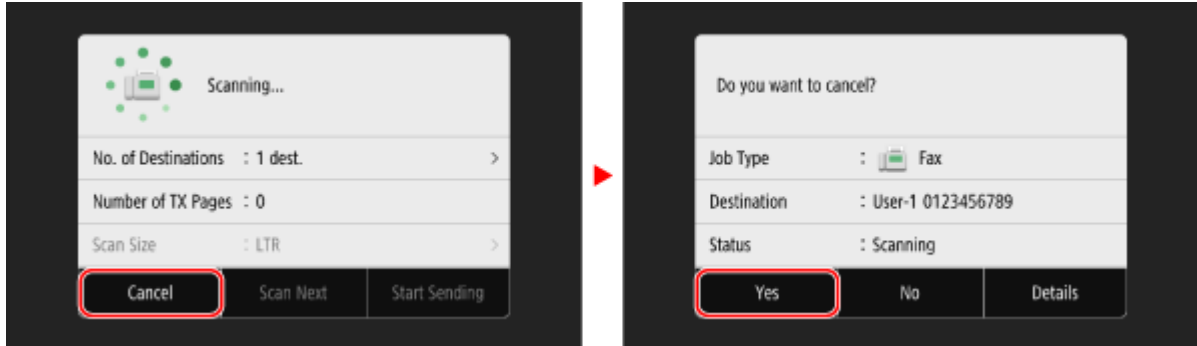 Scanning...
No. of Destinations : 1 dest. >
Number of TX Pages : 0
Scan Size : LTR >
Cancel Scan Next Start Sending
Do you want to cancel?
Job Type : Fax
Destination : User-1 0123456789
Status : Scanning
Yes No Details